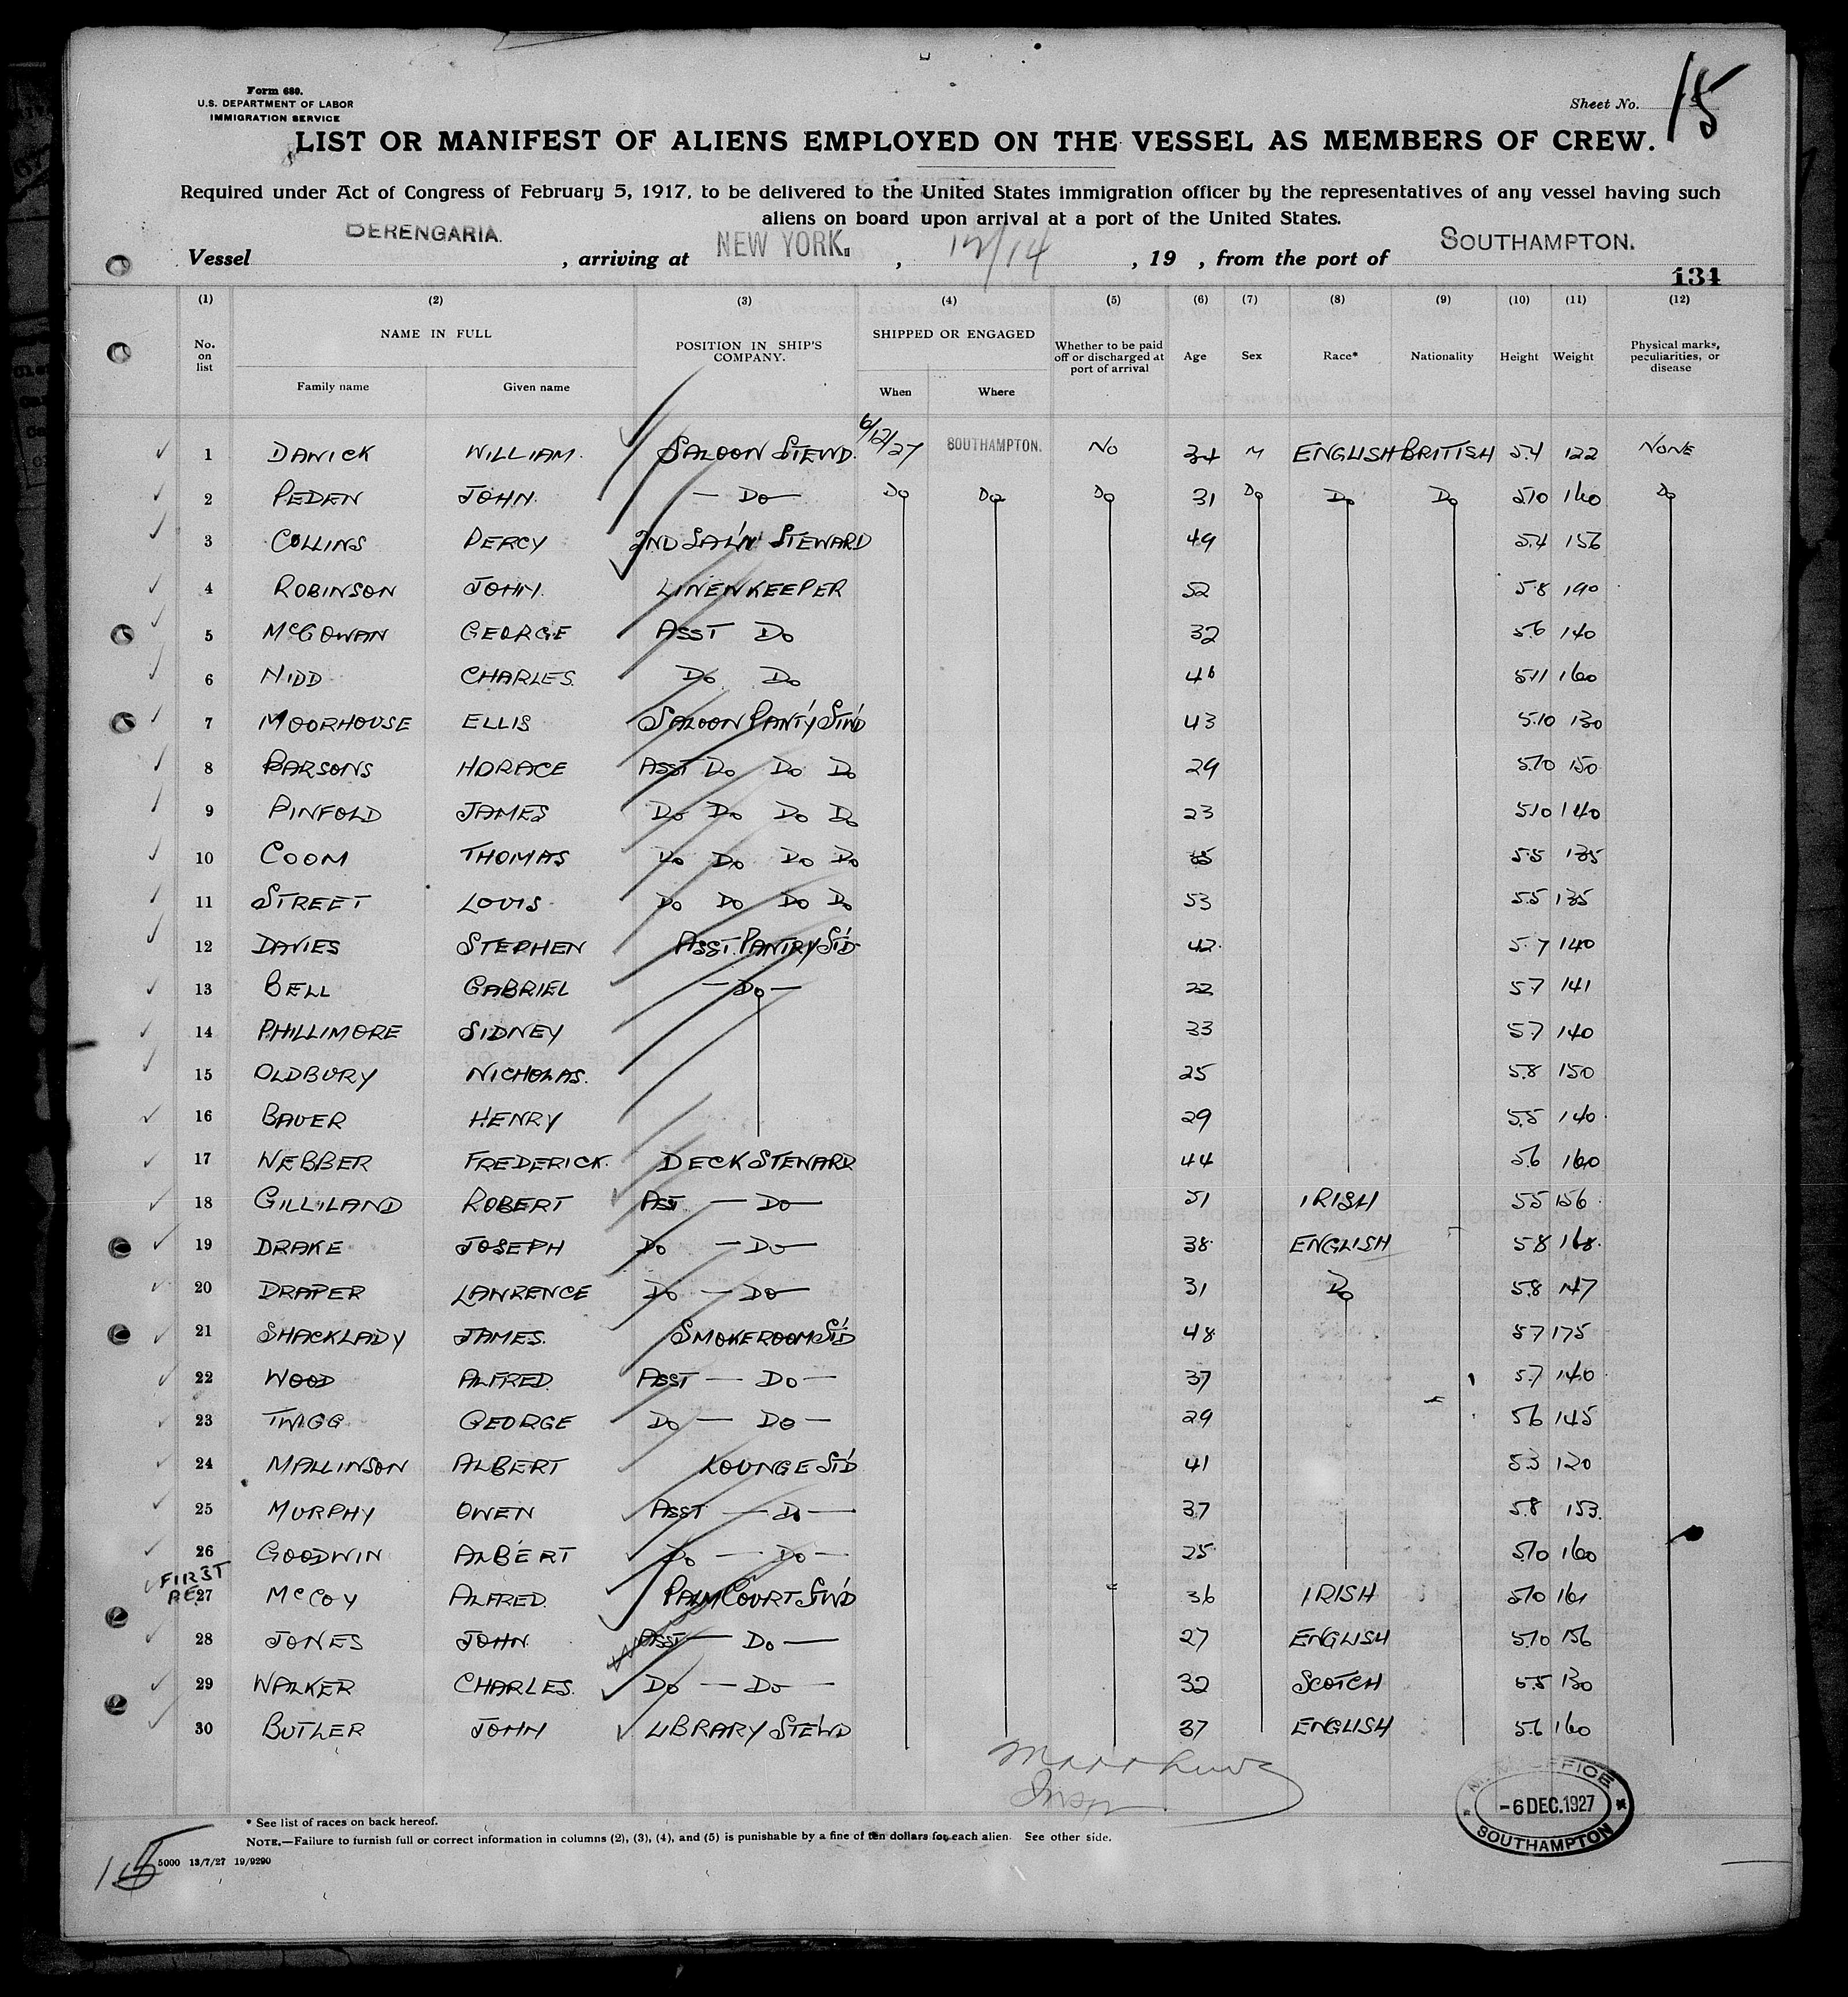 Form 680.
U.S. DEPARTMENT OF LABOR
IMMIGRATION SERVICE
Sheet No. 15
LIST OR MANIFEST OF ALIENS EMPLOYED ON THE VESSEL AS MEMBERS OF CREW.
Required under Act of Congress of February 5, 1917, to be delivered to the United States immigration officer by the representatives of any vessel having such
aliens on board upon arrival at a port of the United States.
Vessel BERENGARIA. , arriving at NEW YORK. , 12/14 , 19 , from the port of SOUTHAMPTON.
134
(1) (2) (3) (4) (5) (6) (7) (8) (9) (10) (11) (12)
No. on list NAME IN FULL Family name Given name POSITION IN SHIP'S COMPANY. SHIPPED OR ENGAGED When Where Whether to be paid off or discharged at port of arrival Age Sex Race* Nationality Height Weight Physical marks, peculiarities, or disease
1 DANICK WILLIAM. SALOON STEWD. 6/12/27 SOUTHAMPTON. NO 34 M ENGLISH BRITISH 5.4 122 NONE
2 PEDEN JOHN. — DO — DO DO DO 31 DO DO DO 5.10 160 DO
3 COLLINS PERCY 2ND SAL'N STEWARD 49 5.4 156
4 ROBINSON JOHN. LINENKEEPER 52 5.8 190
5 McGOWAN GEORGE ASST DO 32 5.6 140
6 NIDD CHARLES. DO DO 46 5.11 160
7 MOORHOUSE ELLIS SALOON PANT'Y ST'W'D 43 5.10 130
8 PARSONS HORACE ASST DO DO DO 29 5.10 150
9 PINFOLD JAMES DO DO DO DO 23 5.10 140
10 COOM THOMAS DO DO DO DO 5.5 135
11 STREET LOUIS DO DO DO DO 53 5.5 135
12 DAVIES STEPHEN ASST. PANTRY ST'D 42 5.7 140
13 BELL GABRIEL — DO — 22 5.7 141
14 PHILLIMORE SIDNEY 33 5.7 140
15 OLDBURY NICHOLAS. 25 5.8 150
16 BAUER HENRY 29 5.5 140
17 WEBBER FREDERICK. DECK STEWARD 44 5.6 160
18 GILLILAND ROBERT AST. — DO — 51 IRISH 5.5 156
19 DRAKE JOSEPH DO — DO — 38 ENGLISH 5.8 168
20 DRAPER LAWRENCE DO — DO — 31 DO 5.8 147
21 SHACKLADY JAMES. SMOKEROOM ST'D 48 5.7 175
22 WOOD ALFRED. ASST — DO — 37 5.7 140
23 TWIGG GEORGE DO — DO — 29 5.6 145
24 MALLINSON ALBERT LOUNGE ST'D 41 5.3 120
25 MURPHY OWEN ASST — DO — 37 5.8 153.
26 GOODWIN ALBERT DO — DO — 25 5.10 160
FIRST
27 McCOY ALFRED. PALM COURT ST'W'D 36 IRISH 5.10 161
28 JONES JOHN. ASST — DO — 27 ENGLISH 5.10 156
29 WALKER CHARLES. DO — DO — 32 SCOTCH 5.5 130
30 BUTLER JOHN LIBRARY STEW'D 37 ENGLISH 5.6 160
* See list of races on back hereof.
NOTE.—Failure to furnish full or correct information in columns (2), (3), (4), and (5) is punishable by a fine of ten dollars for each alien. See other side.
5000 13/7/27 19/9290
OFFICE
-6 DEC. 1927
SOUTHAMPTON